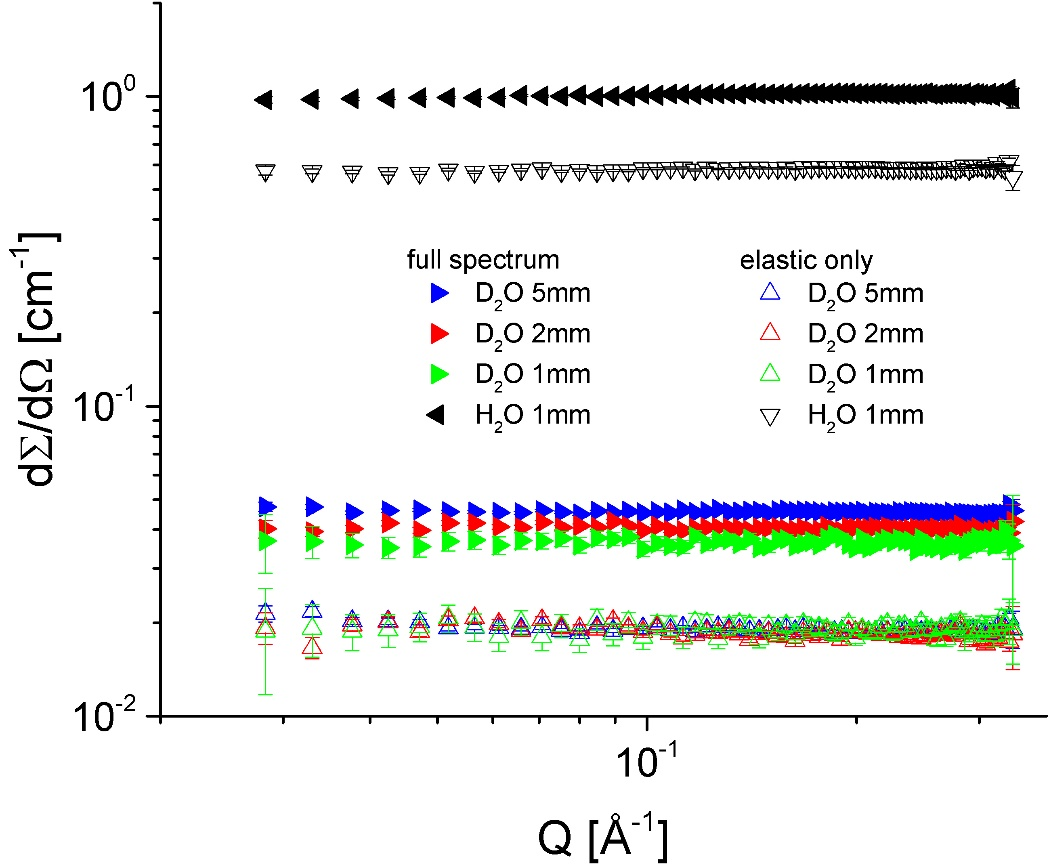 10⁰
10⁻¹
10⁻²
dΣ/dΩ [cm⁻¹]
full spectrum
D₂O 5mm
D₂O 2mm
D₂O 1mm
H₂O 1mm
elastic only
D₂O 5mm
D₂O 2mm
D₂O 1mm
H₂O 1mm
10⁻¹
Q [Å⁻¹]